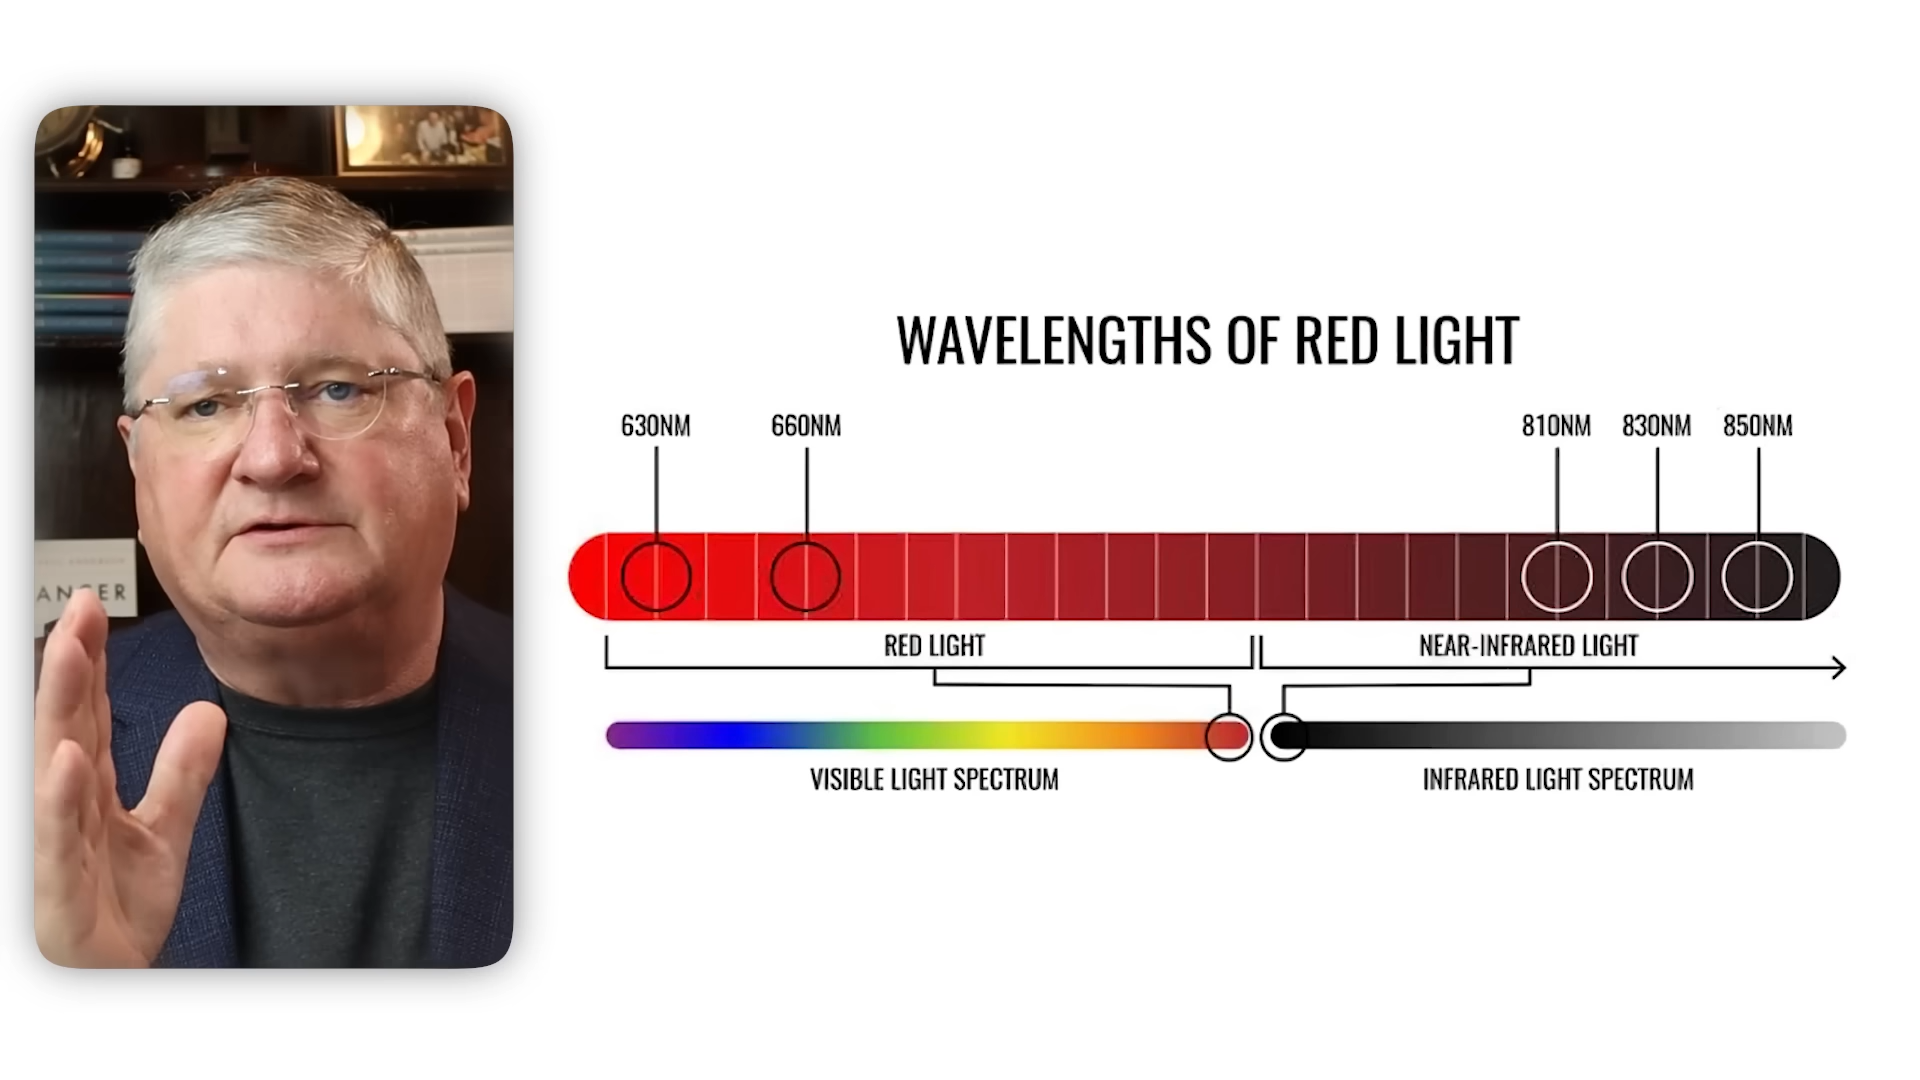 WAVELENGTHS OF RED LIGHT
630NM 660NM 810NM 830NM 850NM
RED LIGHT NEAR-INFRARED LIGHT
VISIBLE LIGHT SPECTRUM INFRARED LIGHT SPECTRUM